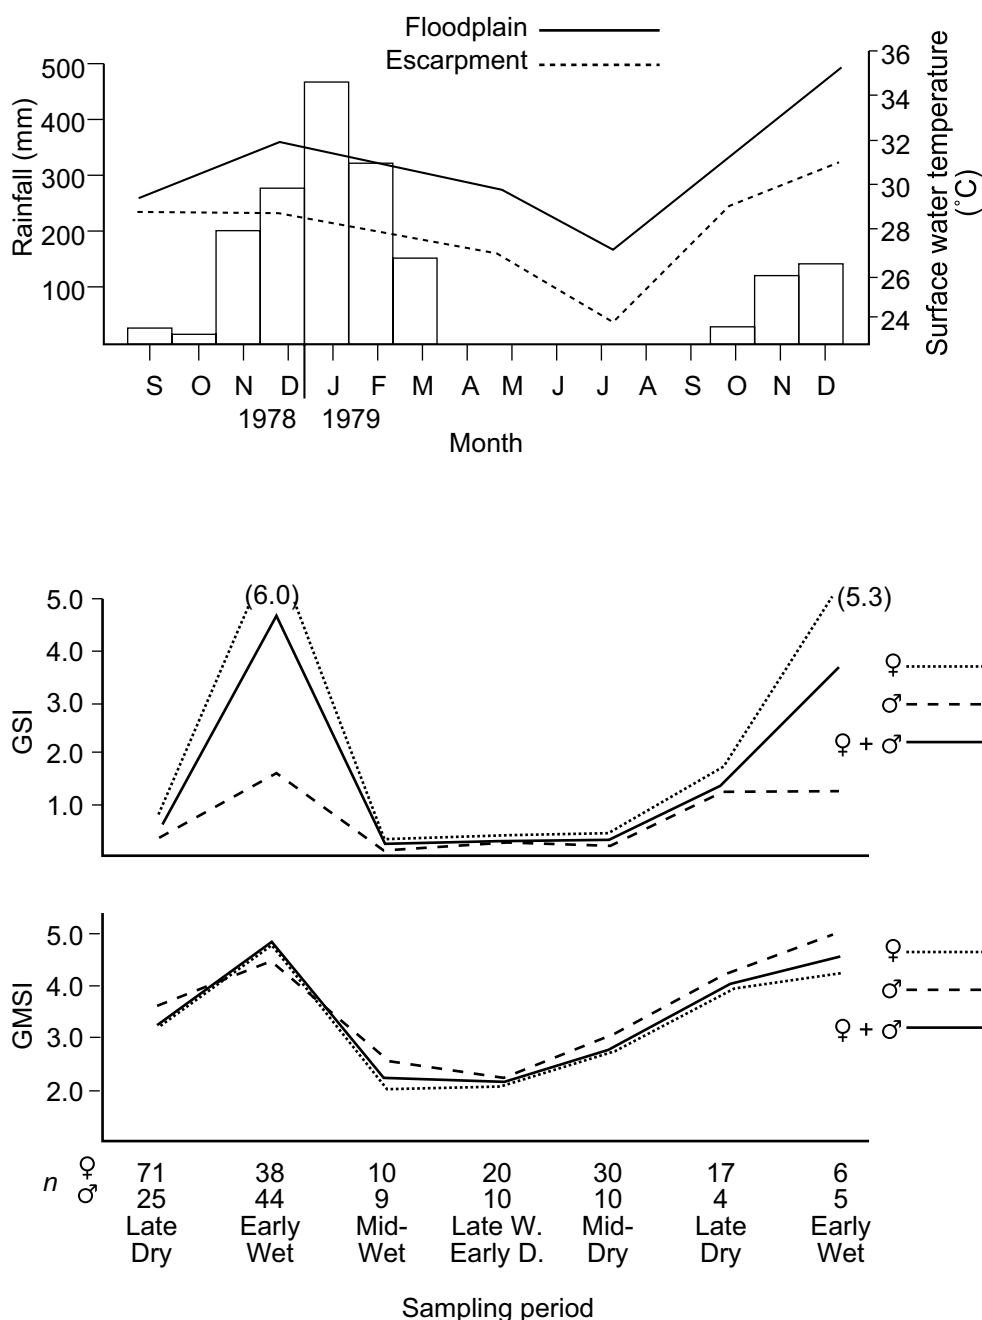 Floodplain
Escarpment
Rainfall (mm)
500
400
300
200
100
36
34
32
30
28
26
24
Surface water temperature
(°C)
S O N D J F M A M J J A S O N D
1978 1979
Month
GSI
5.0
4.0
3.0
2.0
1.0
(6.0)
(5.3)
♀
♂
♀ + ♂
GMSI
5.0
4.0
3.0
2.0
♀
♂
♀ + ♂
n ♀ 71 38 10 20 30 17 6
♂ 25 44 9 10 10 4 5
Late Early Mid- Late W. Mid- Late Early
Dry Wet Wet Early D. Dry Dry Wet
Sampling period